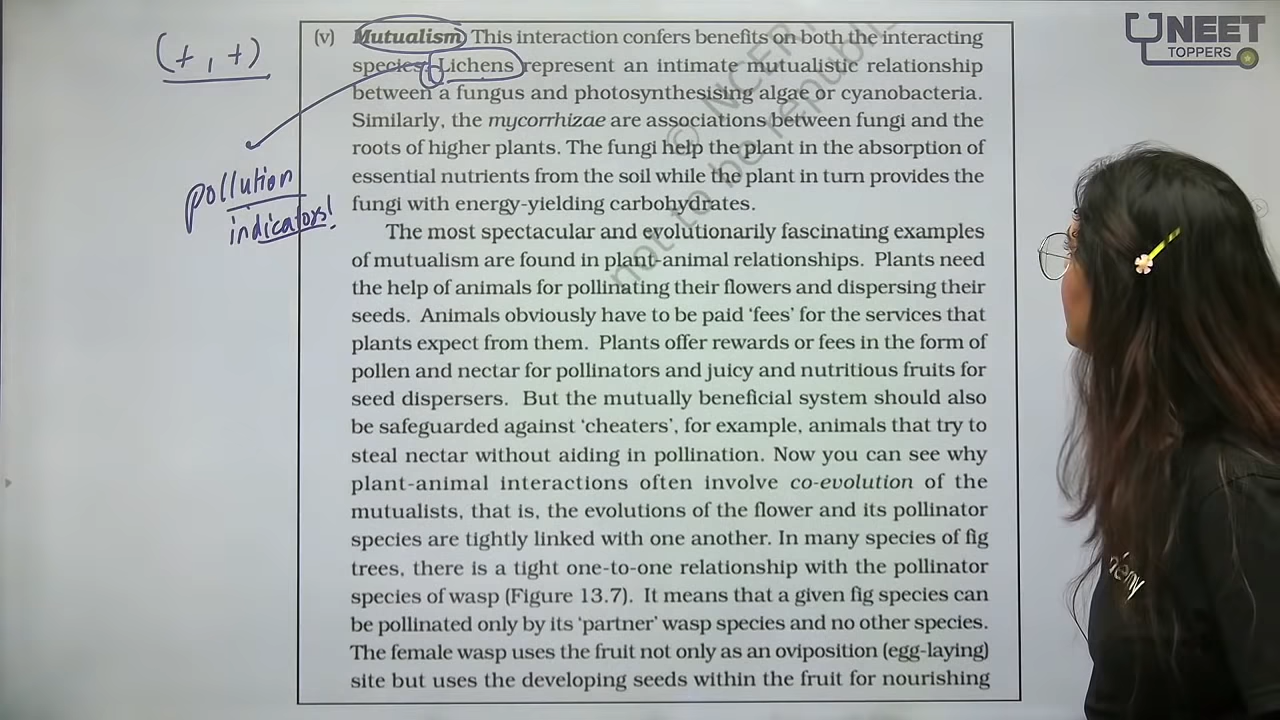 UNEET
TOPPERS
(+, +)
(v) Mutualism This interaction confers benefits on both the interacting
species. Lichens represent an intimate mutualistic relationship
between a fungus and photosynthesising algae or cyanobacteria.
Similarly, the mycorrhizae are associations between fungi and the
roots of higher plants. The fungi help the plant in the absorption of
essential nutrients from the soil while the plant in turn provides the
fungi with energy-yielding carbohydrates.
pollution
indicators!
The most spectacular and evolutionarily fascinating examples
of mutualism are found in plant-animal relationships. Plants need
the help of animals for pollinating their flowers and dispersing their
seeds. Animals obviously have to be paid ‘fees’ for the services that
plants expect from them. Plants offer rewards or fees in the form of
pollen and nectar for pollinators and juicy and nutritious fruits for
seed dispersers. But the mutually beneficial system should also
be safeguarded against ‘cheaters’, for example, animals that try to
steal nectar without aiding in pollination. Now you can see why
plant-animal interactions often involve co-evolution of the
mutualists, that is, the evolutions of the flower and its pollinator
species are tightly linked with one another. In many species of fig
trees, there is a tight one-to-one relationship with the pollinator
species of wasp (Figure 13.7). It means that a given fig species can
be pollinated only by its ‘partner’ wasp species and no other species.
The female wasp uses the fruit not only as an oviposition (egg-laying)
site but uses the developing seeds within the fruit for nourishing
© NCERT
not to be republis